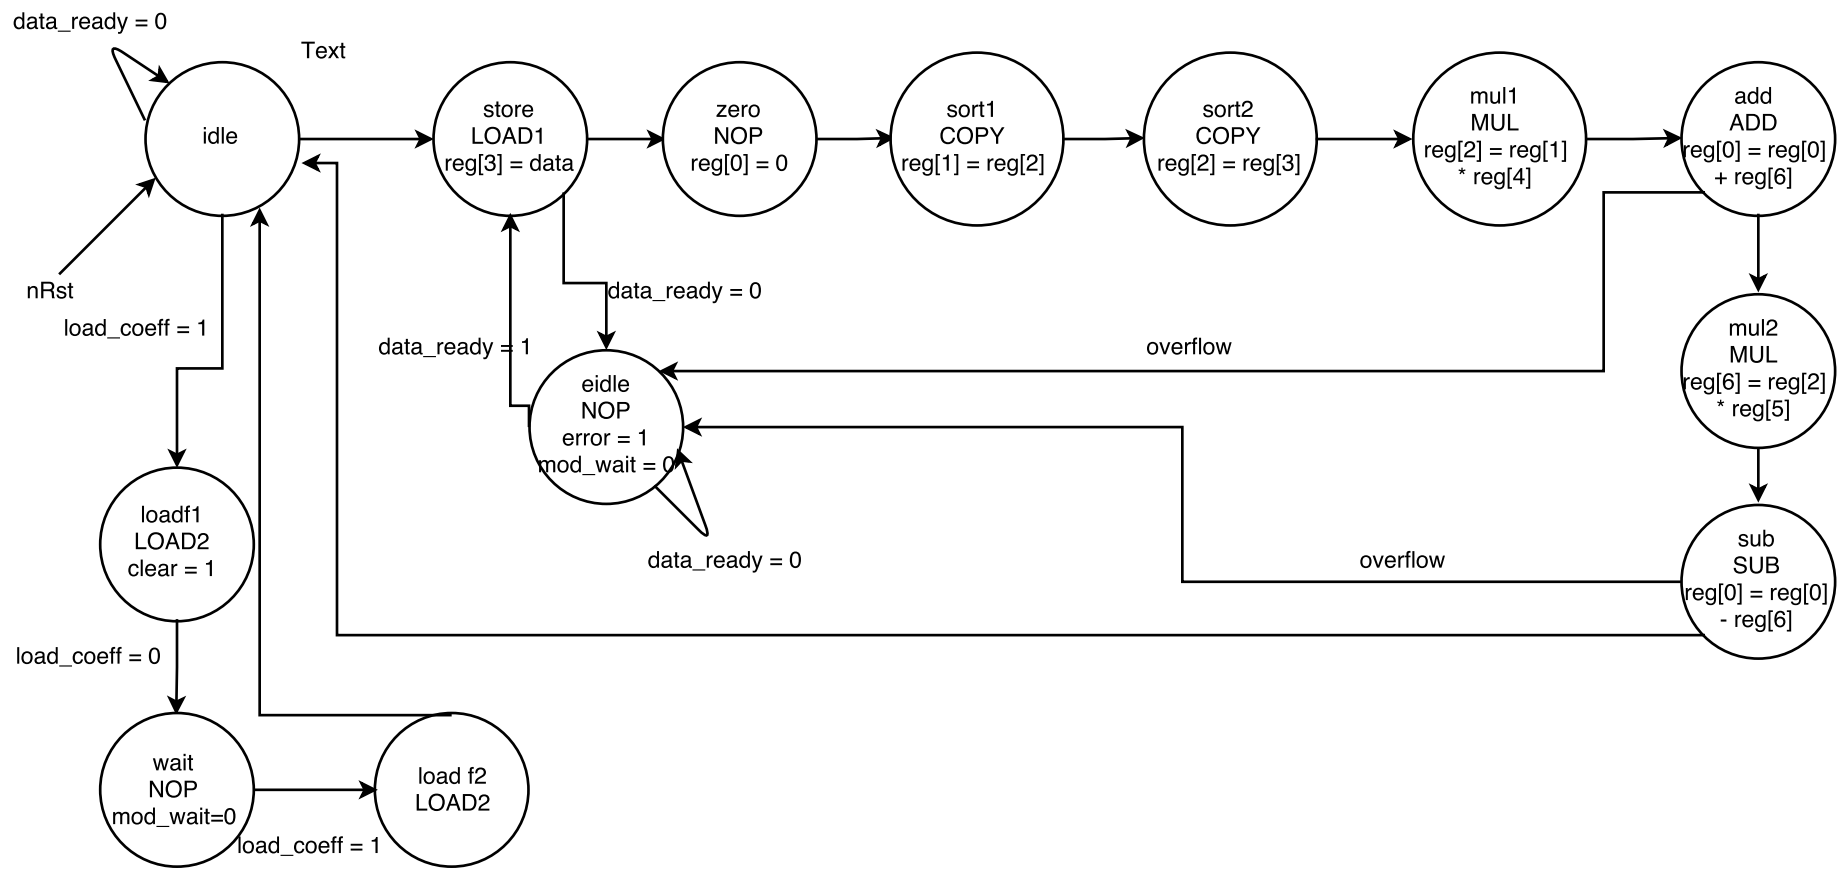 data_ready = 0
Text
idle
store
LOAD1
reg[3] = data
zero
NOP
reg[0] = 0
sort1
COPY
reg[1] = reg[2]
sort2
COPY
reg[2] = reg[3]
mul1
MUL
reg[2] = reg[1]
* reg[4]
add
ADD
reg[0] = reg[0]
+ reg[6]
nRst
load_coeff = 1
data_ready = 0
data_ready = 1
overflow
mul2
MUL
reg[6] = reg[2]
* reg[5]
eidle
NOP
error = 1
mod_wait = 0
data_ready = 0
overflow
loadf1
LOAD2
clear = 1
sub
SUB
reg[0] = reg[0]
- reg[6]
load_coeff = 0
wait
NOP
mod_wait=0
load_coeff = 1
load f2
LOAD2